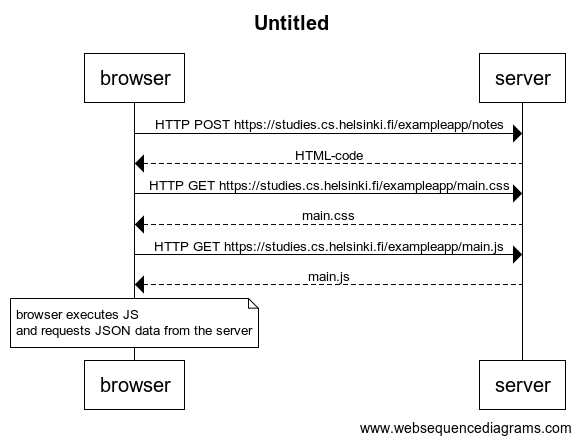 Untitled
browser
server
HTTP POST https://studies.cs.helsinki.fi/exampleapp/notes
HTML-code
HTTP GET https://studies.cs.helsinki.fi/exampleapp/main.css
main.css
HTTP GET https://studies.cs.helsinki.fi/exampleapp/main.js
main.js
browser executes JS
and requests JSON data from the server
browser
server
www.websequencediagrams.com